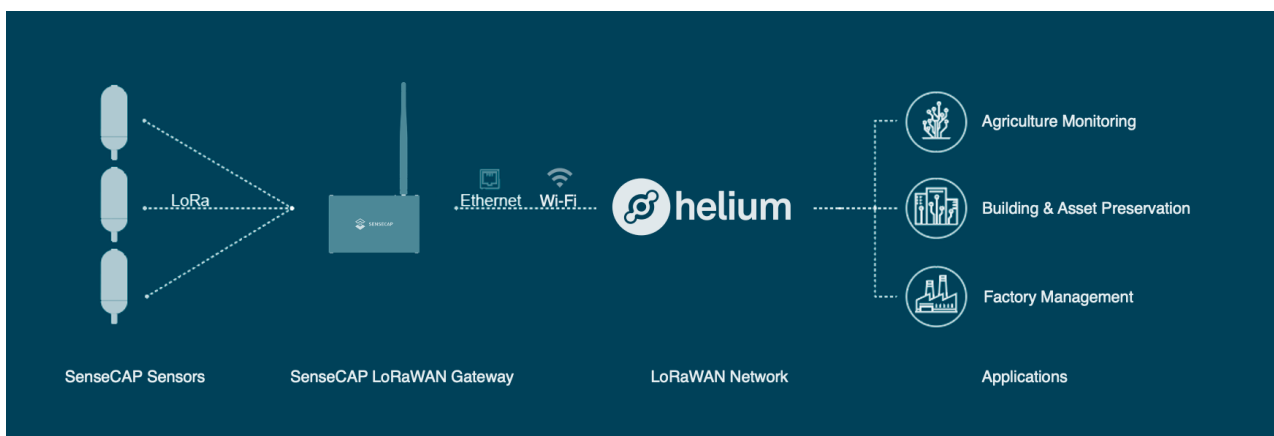 LoRa
SENSECAP
Ethernet
Wi-Fi
helium
Agriculture Monitoring
Building & Asset Preservation
Factory Management
SenseCAP Sensors
SenseCAP LoRaWAN Gateway
LoRaWAN Network
Applications